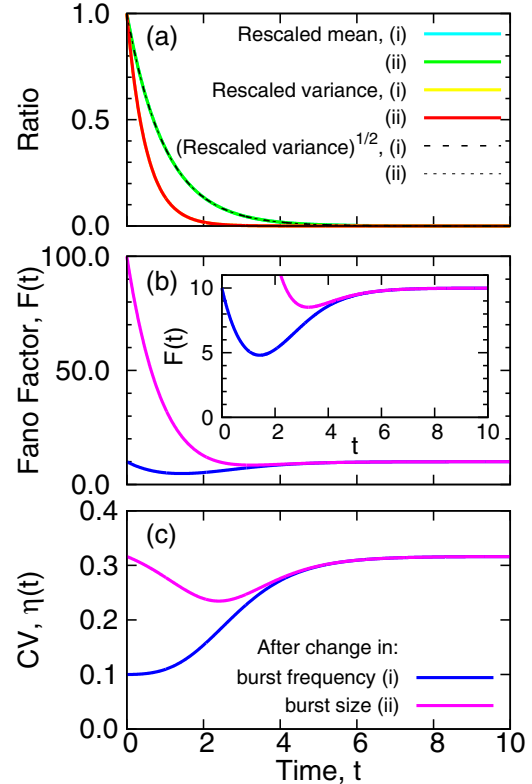 1.0
0.5
0.0
Ratio
(a)
Rescaled mean, (i)
(ii)
Rescaled variance, (i)
(ii)
(Rescaled variance)^{1/2}, (i)
(ii)
100.0
50.0
0.0
Fano Factor, F(t)
(b)
10
5
0
F(t)
0 2 4 6 8 10
t
0.4
0.3
0.2
0.1
0.0
CV, η(t)
(c)
After change in:
burst frequency (i)
burst size (ii)
0 2 4 6 8 10
Time, t